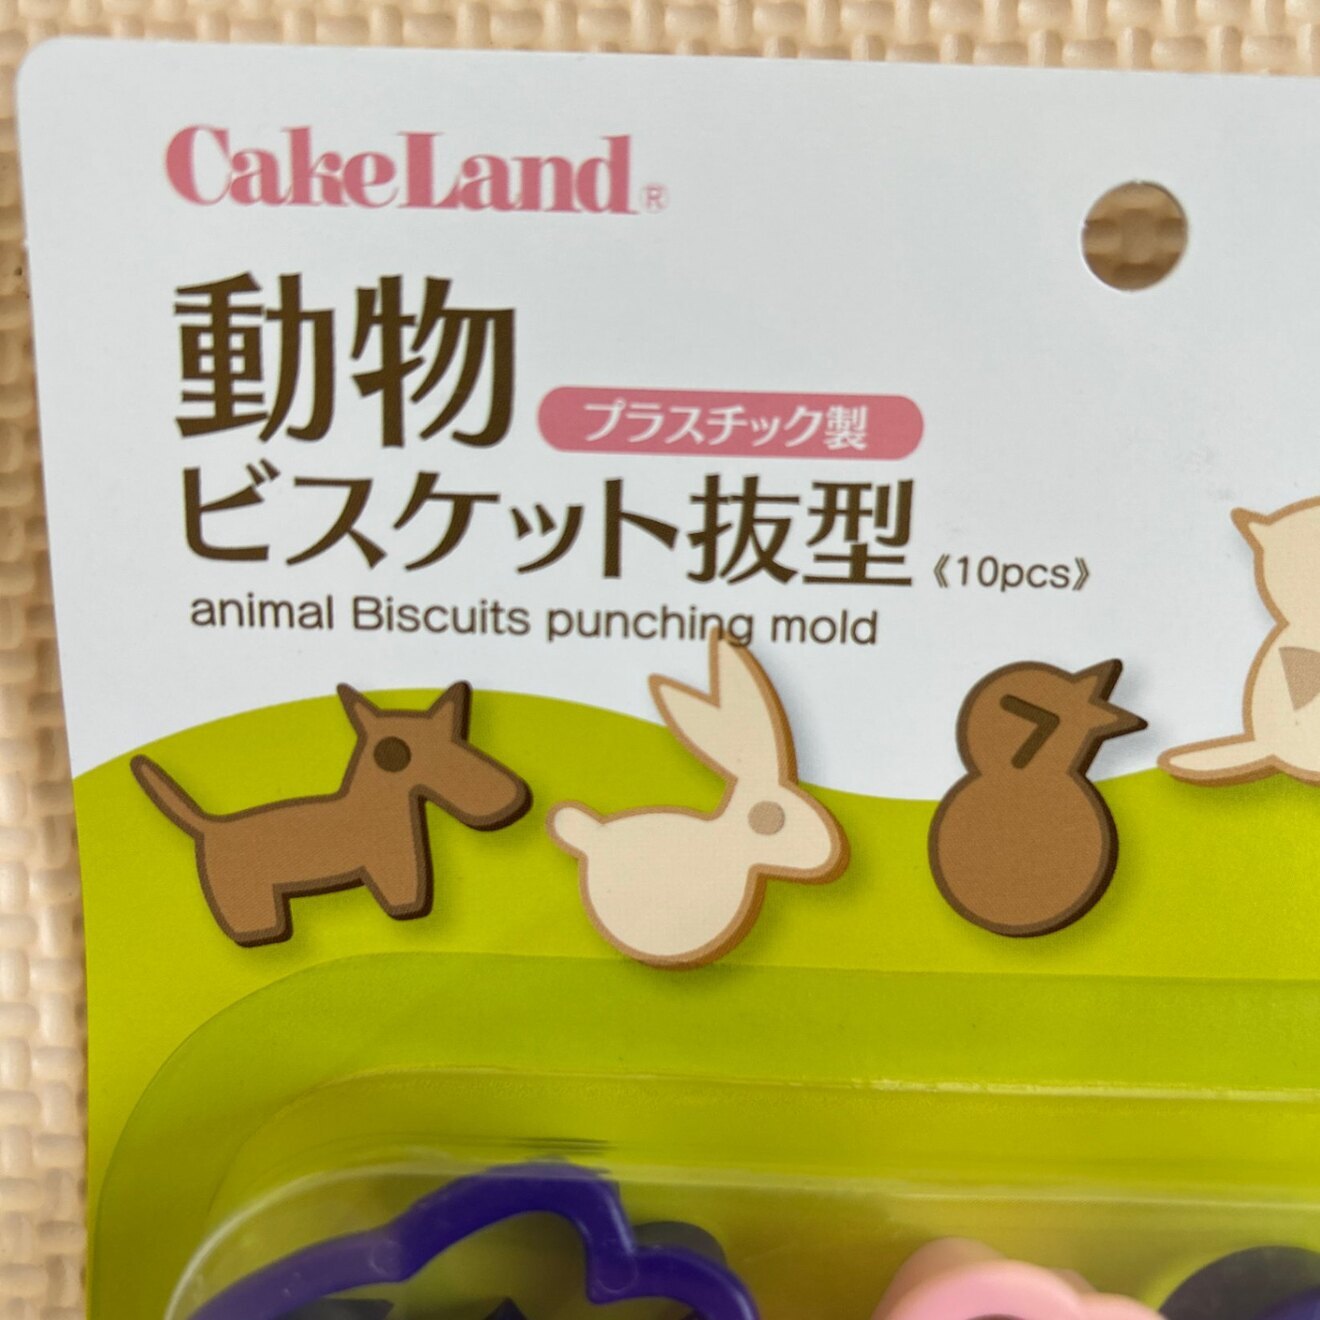 CakeLand®
動物
プラスチック製
ビスケット抜型《10pcs》
animal Biscuits punching mold